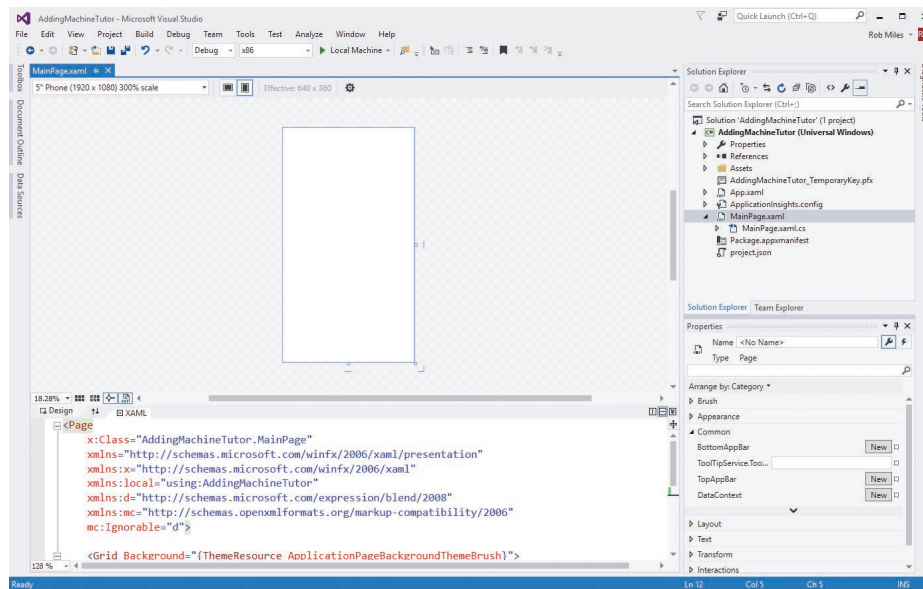 AddingMachineTutor - Microsoft Visual Studio
Quick Launch (Ctrl+Q)
File Edit View Project Build Debug Team Tools Test Analyze Window Help
Rob Miles
Debug x86 Local Machine
Toolbox
Document Outline
Data Sources
MainPage.xaml
5" Phone (1920 x 1080) 300% scale
Effective: 640 x 360
18.28%
Design
XAML
<Page
x:Class="AddingMachineTutor.MainPage"
xmlns="http://schemas.microsoft.com/winfx/2006/xaml/presentation"
xmlns:x="http://schemas.microsoft.com/winfx/2006/xaml"
xmlns:local="using:AddingMachineTutor"
xmlns:d="http://schemas.microsoft.com/expression/blend/2008"
xmlns:mc="http://schemas.openxmlformats.org/markup-compatibility/2006"
mc:Ignorable="d">
<Grid Background="{ThemeResource ApplicationPageBackgroundThemeBrush}">
128 %
Solution Explorer
Search Solution Explorer (Ctrl+;)
Solution 'AddingMachineTutor' (1 project)
AddingMachineTutor (Universal Windows)
Properties
References
Assets
AddingMachineTutor_TemporaryKey.pfx
App.xaml
ApplicationInsights.config
MainPage.xaml
MainPage.xaml.cs
Package.appxmanifest
project.json
Solution Explorer Team Explorer
Properties
Name <No Name>
Type Page
Arrange by: Category
Brush
Appearance
Common
BottomAppBar New
ToolTipService.Too...
TopAppBar New
DataContext New
Layout
Text
Transform
Interactions
Ready
Ln 12 Col 5 Ch 5 INS